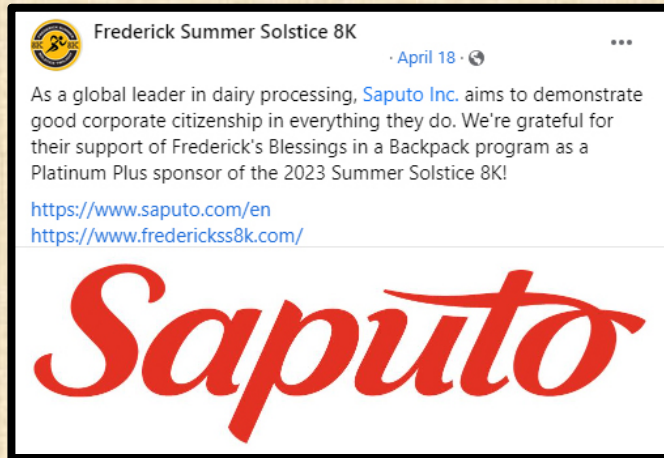 Frederick Summer Solstice 8K
· April 18 ·
As a global leader in dairy processing, Saputo Inc. aims to demonstrate
good corporate citizenship in everything they do. We're grateful for
their support of Frederick's Blessings in a Backpack program as a
Platinum Plus sponsor of the 2023 Summer Solstice 8K!
https://www.saputo.com/en
https://www.frederickss8k.com/
Saputo